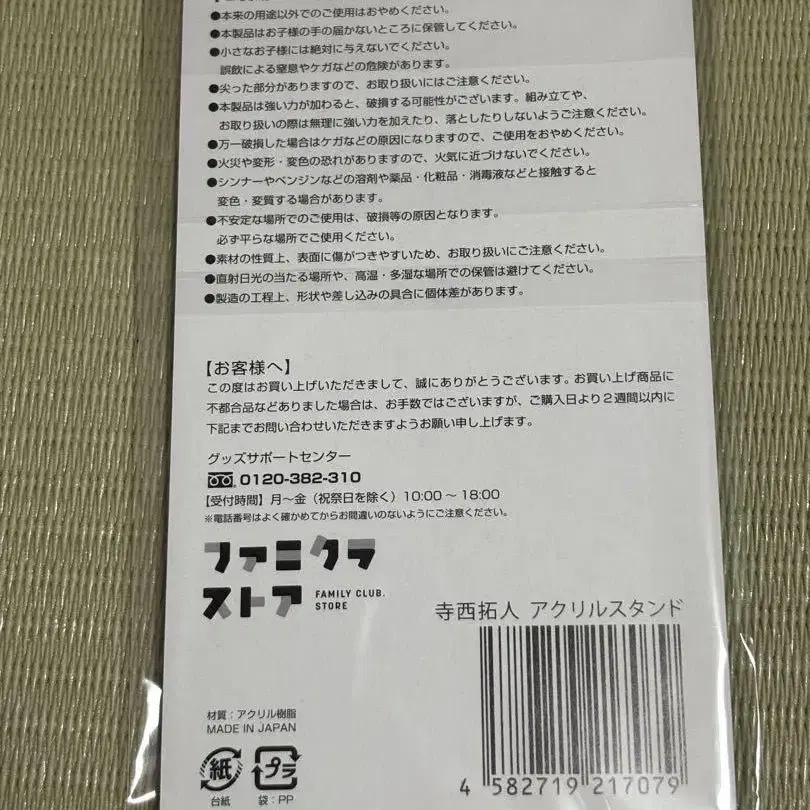 ●本来の用途以外でのご使用はおやめください。
●本製品はお子様の手の届かないところに保管してください。
●小さなお子様には絶対に与えないでください。
誤飲による窒息やケガなどの危険があります。
●尖った部分がありますので、お取り扱いにはご注意ください。
●本製品は強い力が加わると、破損する可能性がございます。組み立てや、
お取り扱いの際は無理に強い力を加えたり、落としたりしないようご注意ください。
●万一破損した場合はケガなどの原因になりますので、ご使用をおやめください。
●火災や変形・変色の恐れがありますので、火気に近づけないでください。
●シンナーやベンジンなどの溶剤や薬品・化粧品・消毒液などと接触すると
変色・変質する場合があります。
●不安定な場所でのご使用は、破損等の原因となります。
必ず平らな場所でご使用ください。
●素材の性質上、表面に傷がつきやすいため、お取り扱いにご注意ください。
●直射日光の当たる場所や、高温・多湿な場所での保管は避けてください。
●製造の工程上、形状や差し込みの具合に個体差があります。
【お客様へ】
この度はお買い上げいただきまして、誠にありがとうございます。お買い上げ商品に
不都合品などありました場合は、お手数ではございますが、ご購入日より2週間以内に
下記までお問い合わせいただきますようお願い申し上げます。
グッズサポートセンター
0120-382-310
【受付時間】月～金（祝祭日を除く）10:00～18:00
※電話番号はよく確かめてからお間違いのないようにご注意ください。
ファミクラ
ストア
FAMILY CLUB.
STORE
寺西拓人 アクリルスタンド
材質：アクリル樹脂
MADE IN JAPAN
紙
プラ
台紙
袋：PP
4 582719 217079